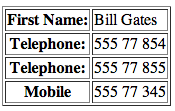 First Name: Bill Gates
Telephone: 555 77 854
Telephone: 555 77 855
Mobile 555 77 345